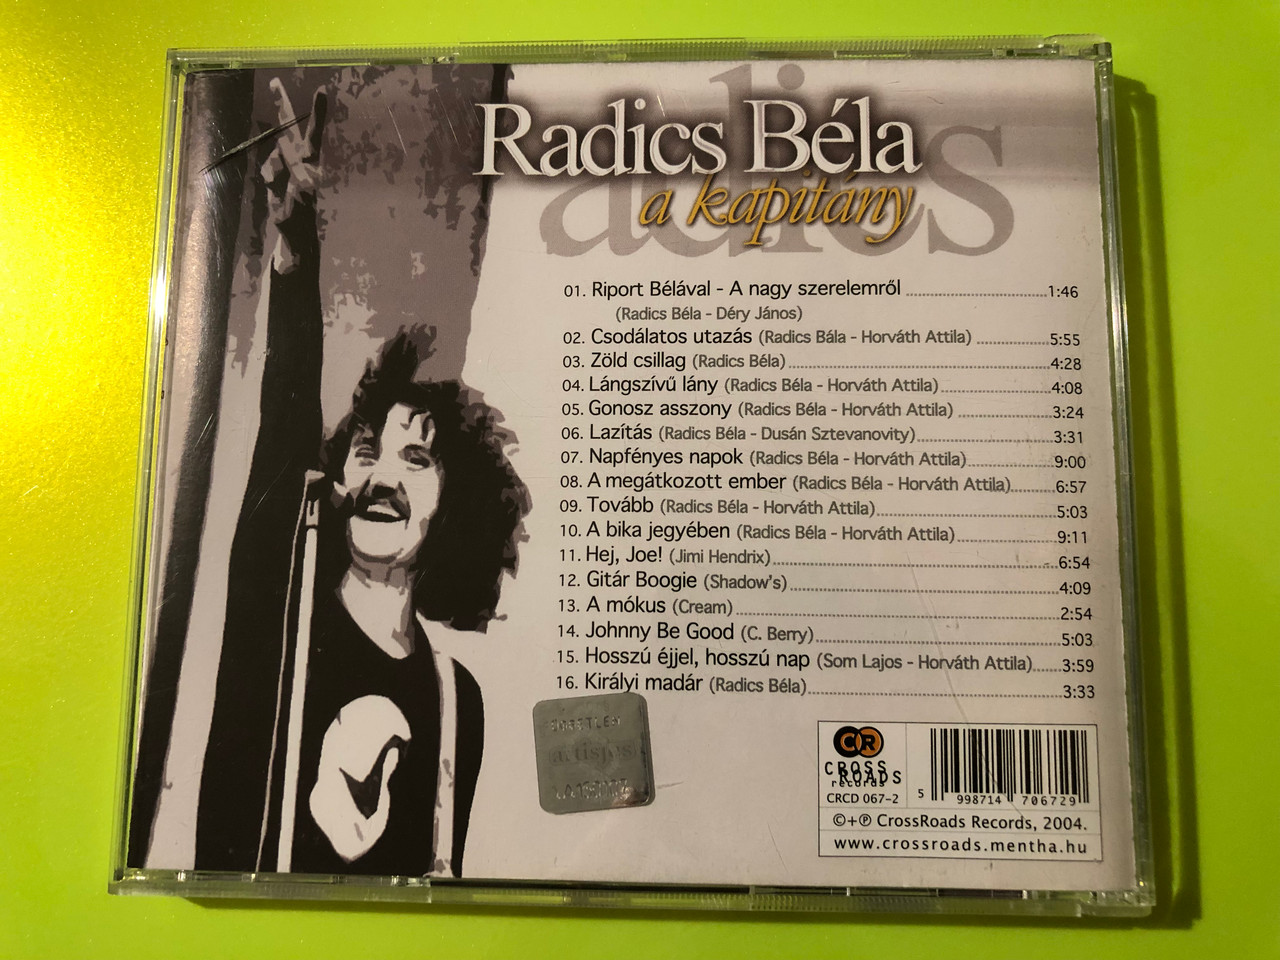 adios
Radics Béla
a kapitány
01. Riport Bélával - A nagy szerelemről ........ 1:46
(Radics Béla - Déry János)
02. Csodálatos utazás (Radics Bála - Horváth Attila) ........ 5:55
03. Zöld csillag (Radics Béla) ........ 4:28
04. Lángszívű lány (Radics Béla - Horváth Attila) ........ 4:08
05. Gonosz asszony (Radics Béla - Horváth Attila) ........ 3:24
06. Lazítás (Radics Béla - Dusán Sztevanovity) ........ 3:31
07. Napfényes napok (Radics Béla - Horváth Attila) ........ 9:00
08. A megátkozott ember (Radics Béla - Horváth Attila) ........ 6:57
09. Tovább (Radics Béla - Horváth Attila) ........ 5:03
10. A bika jegyében (Radics Béla - Horváth Attila) ........ 9:11
11. Hej, Joe! (Jimi Hendrix) ........ 6:54
12. Gitár Boogie (Shadow's) ........ 4:09
13. A mókus (Cream) ........ 2:54
14. Johnny Be Good (C. Berry) ........ 5:03
15. Hosszú éjjel, hosszú nap (Som Lajos - Horváth Attila) ........ 3:59
16. Királyi madár (Radics Béla) ........ 3:33
artisjus
CR
CROSS
ROADS
records
CRCD 067-2
5 998714 706729
©+℗ CrossRoads Records, 2004.
www.crossroads.mentha.hu